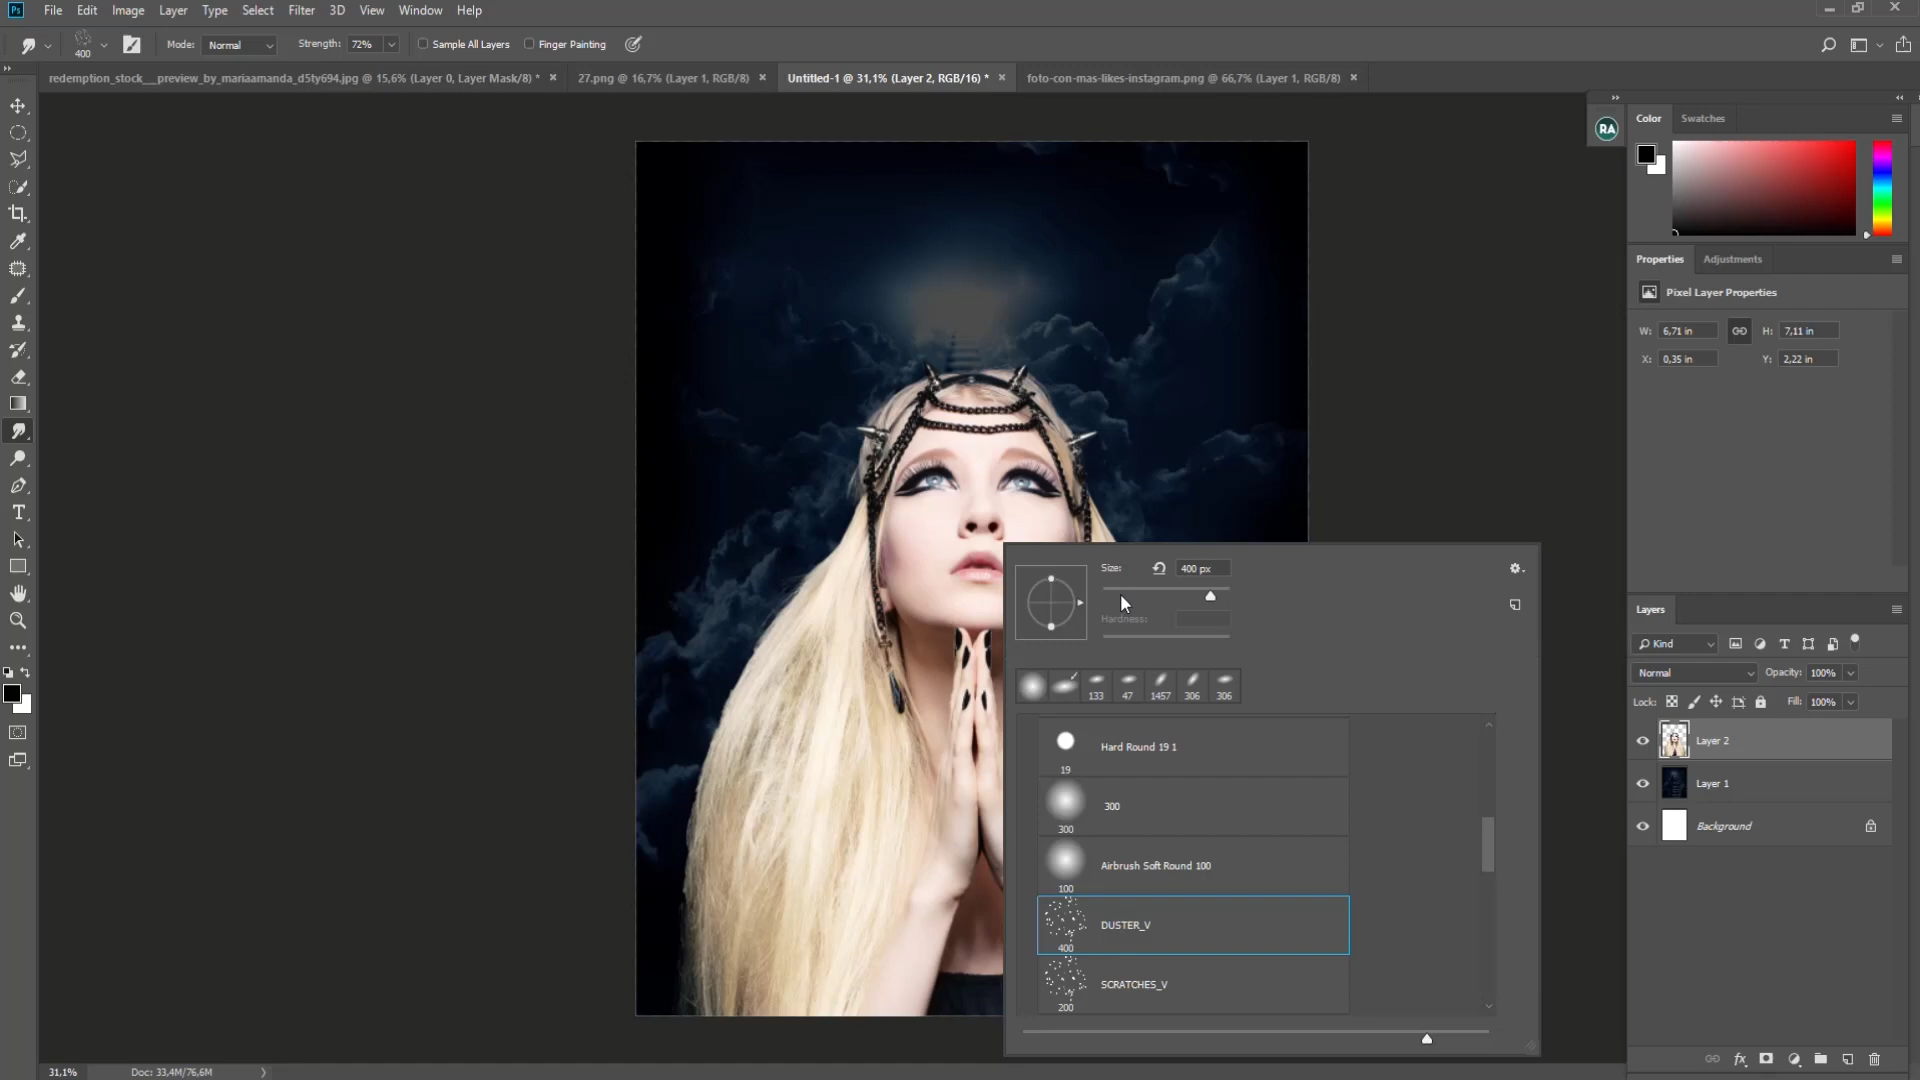 Ps File Edit Image Layer Type Select Filter 3D View Window Help
400 Mode: Normal Strength: 72% Sample All Layers Finger Painting
redemption_stock__preview_by_mariaamanda_d5ty694.jpg @ 15,6% (Layer 0, Layer Mask/8) * 27.png @ 16,7% (Layer 1, RGB/8) Untitled-1 @ 31,1% (Layer 2, RGB/16) * foto-con-mas-likes-instagram.png @ 66,7% (Layer 1, RGB/8)
RA
Color Swatches
Properties Adjustments
Pixel Layer Properties
W: 6,71 in H: 7,11 in
X: 0,35 in Y: 2,22 in
Size: 400 px
Hardness:
133 47 1457 306 306
Hard Round 19 1
19
300
300
Airbrush Soft Round 100
100
DUSTER_V
400
SCRATCHES_V
200
Layers
Kind
Normal Opacity: 100%
Lock: Fill: 100%
Layer 2
Layer 1
Background
fx
31,1% Doc: 33,4M/76,6M